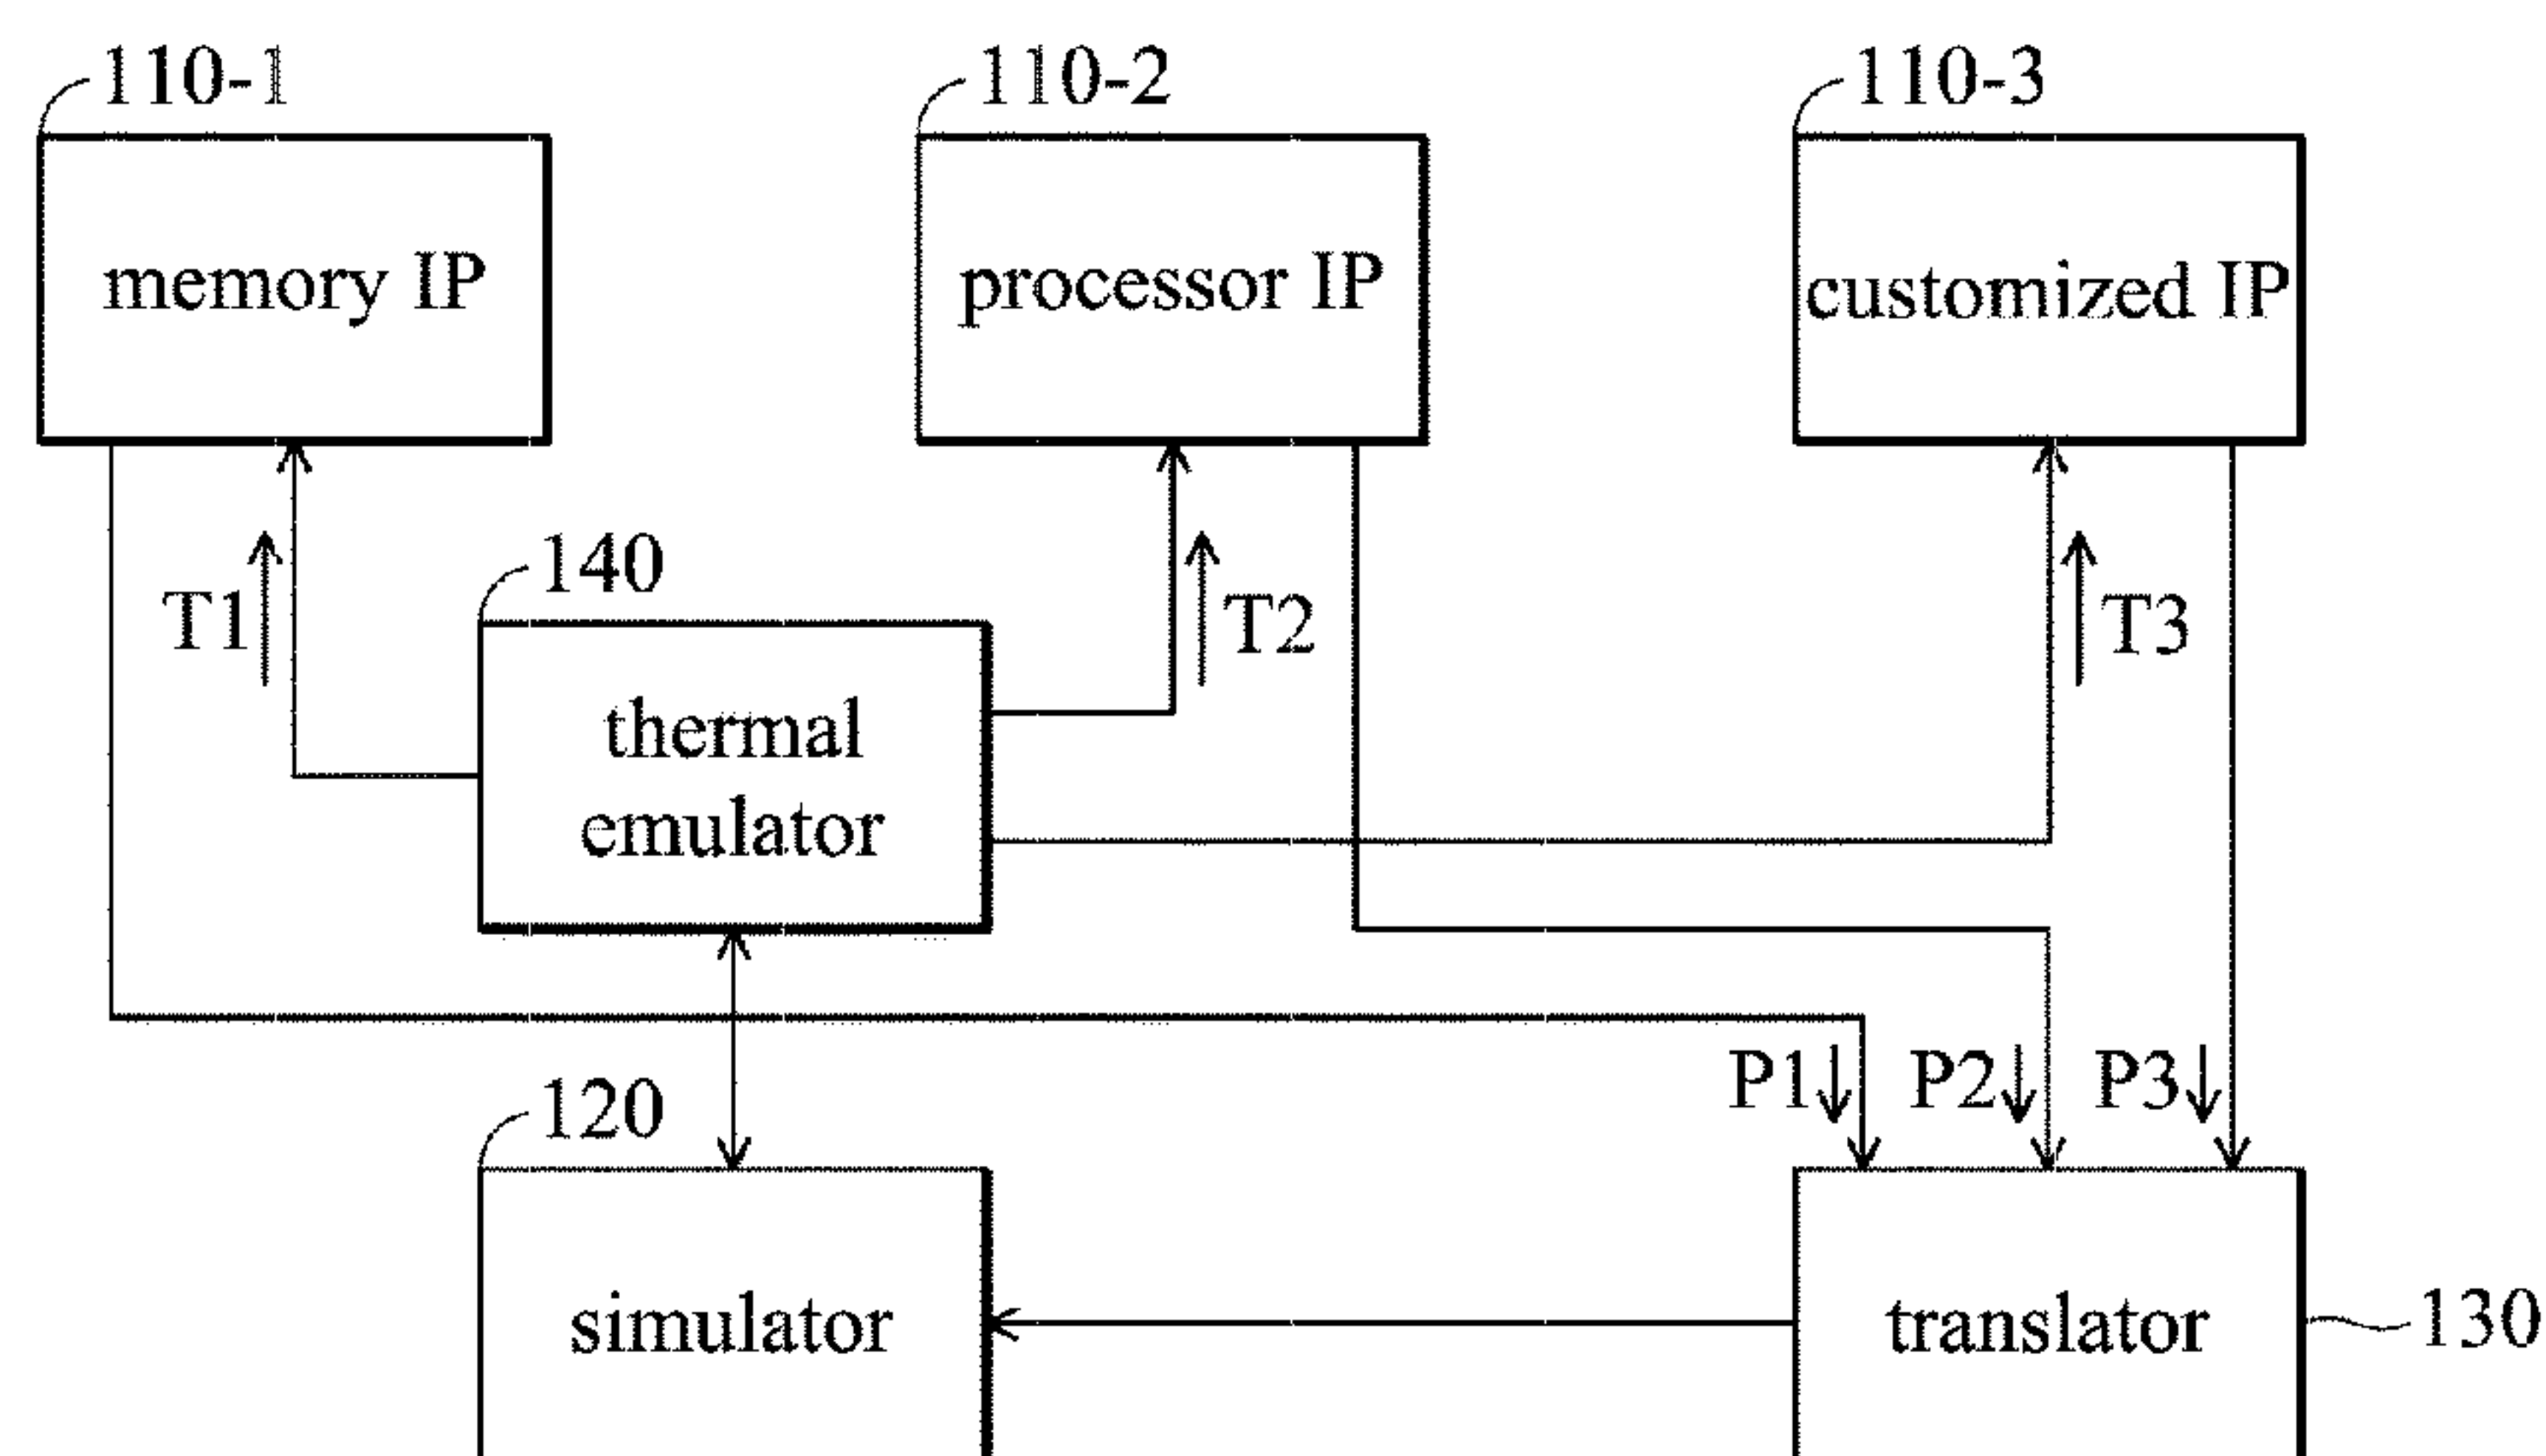 110-1
110-2
110-3
memory IP
processor IP
customized IP
140
T1
T2
T3
thermal
emulator
120
P1
P2
P3
simulator
translator
130